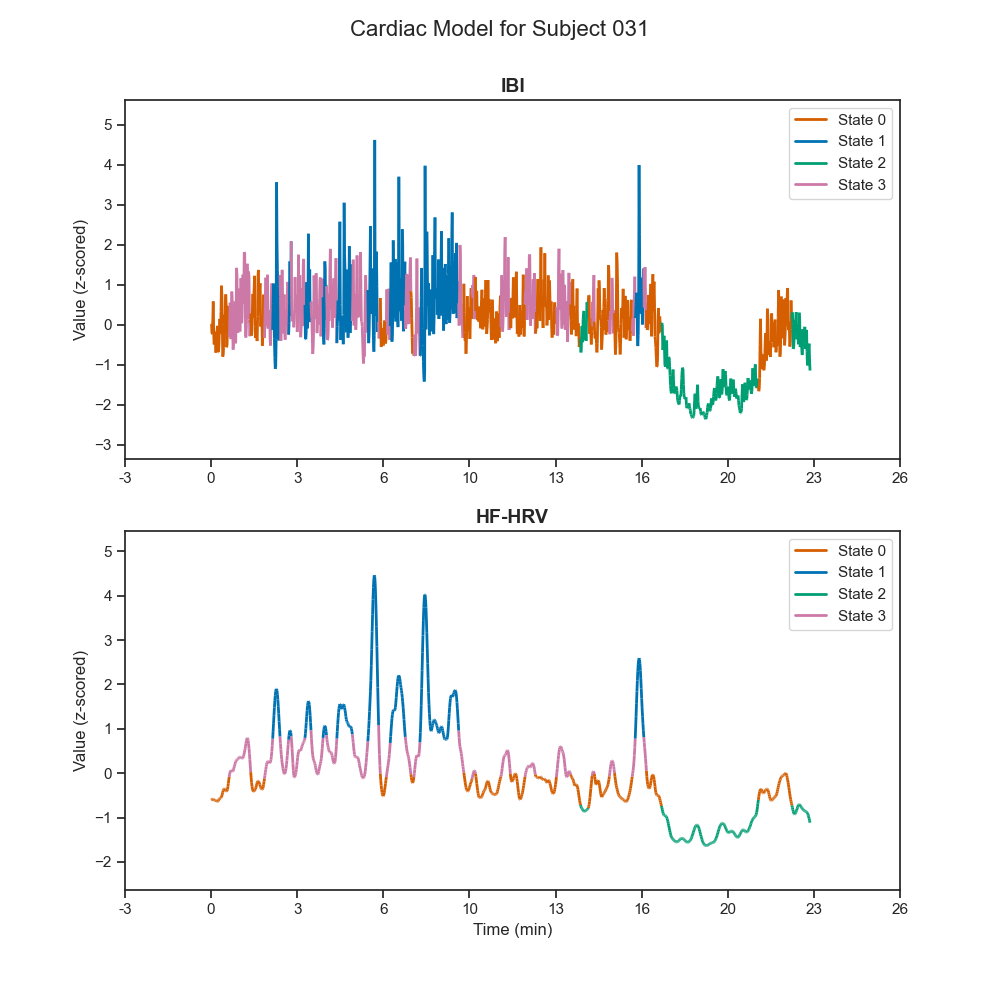 Cardiac Model for Subject 031
IBI
Value (z-scored)
5
4
3
2
1
0
−1
−2
−3
State 0
State 1
State 2
State 3
-3 0 3 6 10 13 16 20 23 26
HF-HRV
Value (z-scored)
5
4
3
2
1
0
−1
−2
State 0
State 1
State 2
State 3
-3 0 3 6 10 13 16 20 23 26
Time (min)